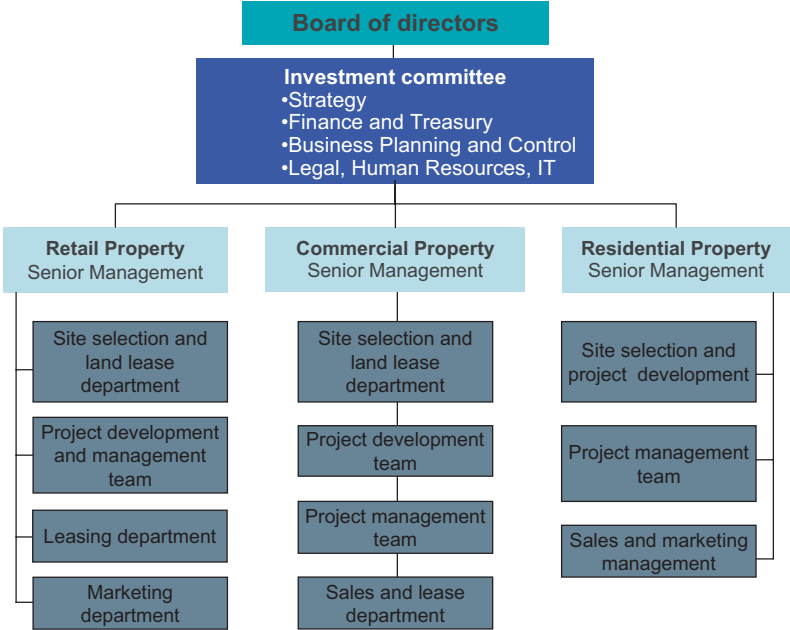 Board of directors
Investment committee
•Strategy
•Finance and Treasury
•Business Planning and Control
•Legal, Human Resources, IT
Retail Property
Senior Management
Site selection and
land lease
department
Project development
and management
team
Leasing department
Marketing
department
Commercial Property
Senior Management
Site selection and
land lease
department
Project development
team
Project management
team
Sales and lease
department
Residential Property
Senior Management
Site selection and
project development
Project management
team
Sales and marketing
management